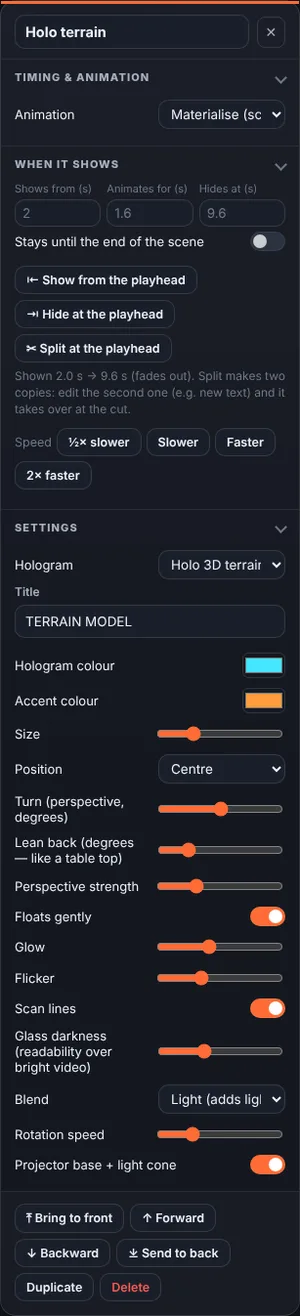 Holo terrain
✕
TIMING & ANIMATION
Animation
Materialise (sc
WHEN IT SHOWS
Shows from (s) Animates for (s) Hides at (s)
2 1.6 9.6
Stays until the end of the scene
⇤ Show from the playhead
⇥ Hide at the playhead
✂ Split at the playhead
Shown 2.0 s → 9.6 s (fades out). Split makes two
copies: edit the second one (e.g. new text) and it
takes over at the cut.
Speed ½× slower Slower Faster
2× faster
SETTINGS
Hologram Holo 3D terrain
Title
TERRAIN MODEL
Hologram colour
Accent colour
Size
Position Centre
Turn (perspective,
degrees)
Lean back (degrees
— like a table top)
Perspective strength
Floats gently
Glow
Flicker
Scan lines
Glass darkness
(readability over
bright video)
Blend Light (adds ligl
Rotation speed
Projector base + light cone
⤒ Bring to front ↑ Forward
↓ Backward ⤓ Send to back
Duplicate Delete